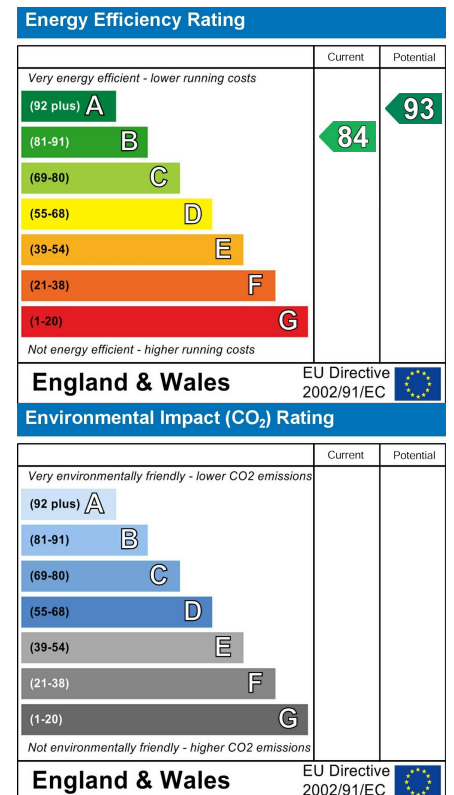 Energy Efficiency Rating
Current Potential
Very energy efficient - lower running costs
(92 plus) A
93
(81-91) B
84
(69-80) C
(55-68) D
(39-54) E
(21-38) F
(1-20) G
Not energy efficient - higher running costs
England & Wales
EU Directive
2002/91/EC
Environmental Impact (CO₂) Rating
Current Potential
Very environmentally friendly - lower CO2 emissions
(92 plus) A
(81-91) B
(69-80) C
(55-68) D
(39-54) E
(21-38) F
(1-20) G
Not environmentally friendly - higher CO2 emissions
England & Wales
EU Directive
2002/91/EC